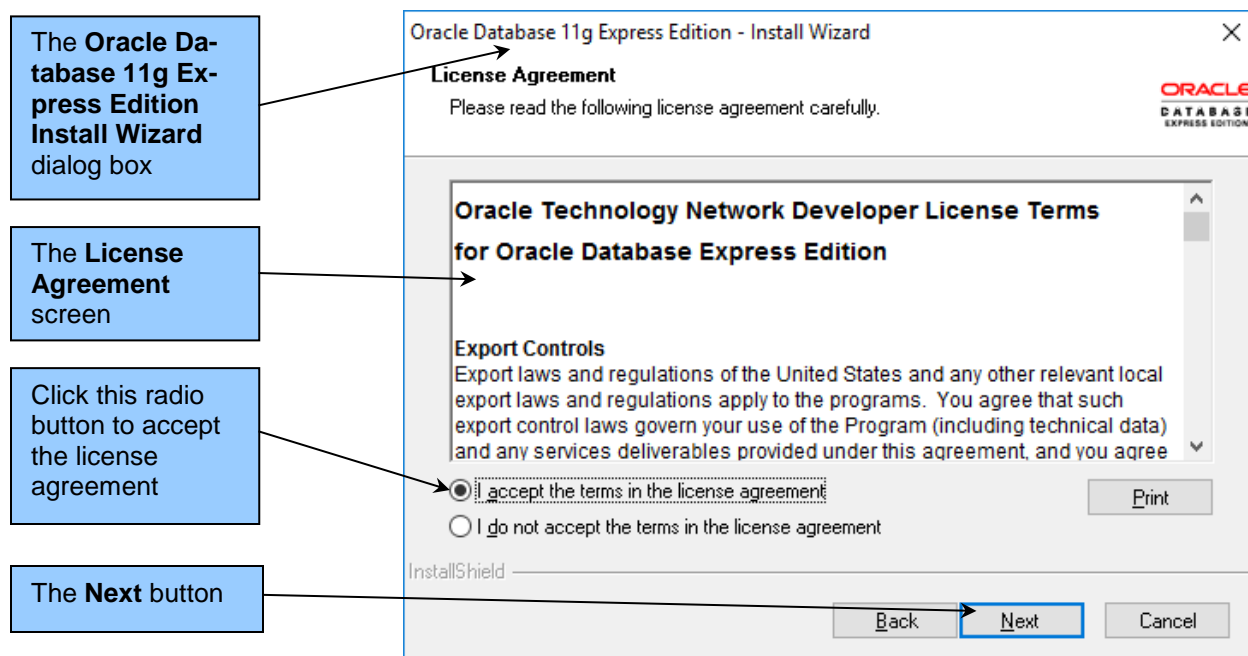 The Oracle Da-
tabase 11g Ex-
press Edition
Install Wizard
dialog box
The License
Agreement
screen
Click this radio
button to accept
the license
agreement
The Next button
Oracle Database 11g Express Edition - Install Wizard
License Agreement
Please read the following license agreement carefully.
ORACLE
DATABASE
EXPRESS EDITION
Oracle Technology Network Developer License Terms
for Oracle Database Express Edition
Export Controls
Export laws and regulations of the United States and any other relevant local
export laws and regulations apply to the programs.  You agree that such
export control laws govern your use of the Program (including technical data)
and any services deliverables provided under this agreement, and you agree
I accept the terms in the license agreement
Print
I do not accept the terms in the license agreement
InstallShield
Back Next Cancel